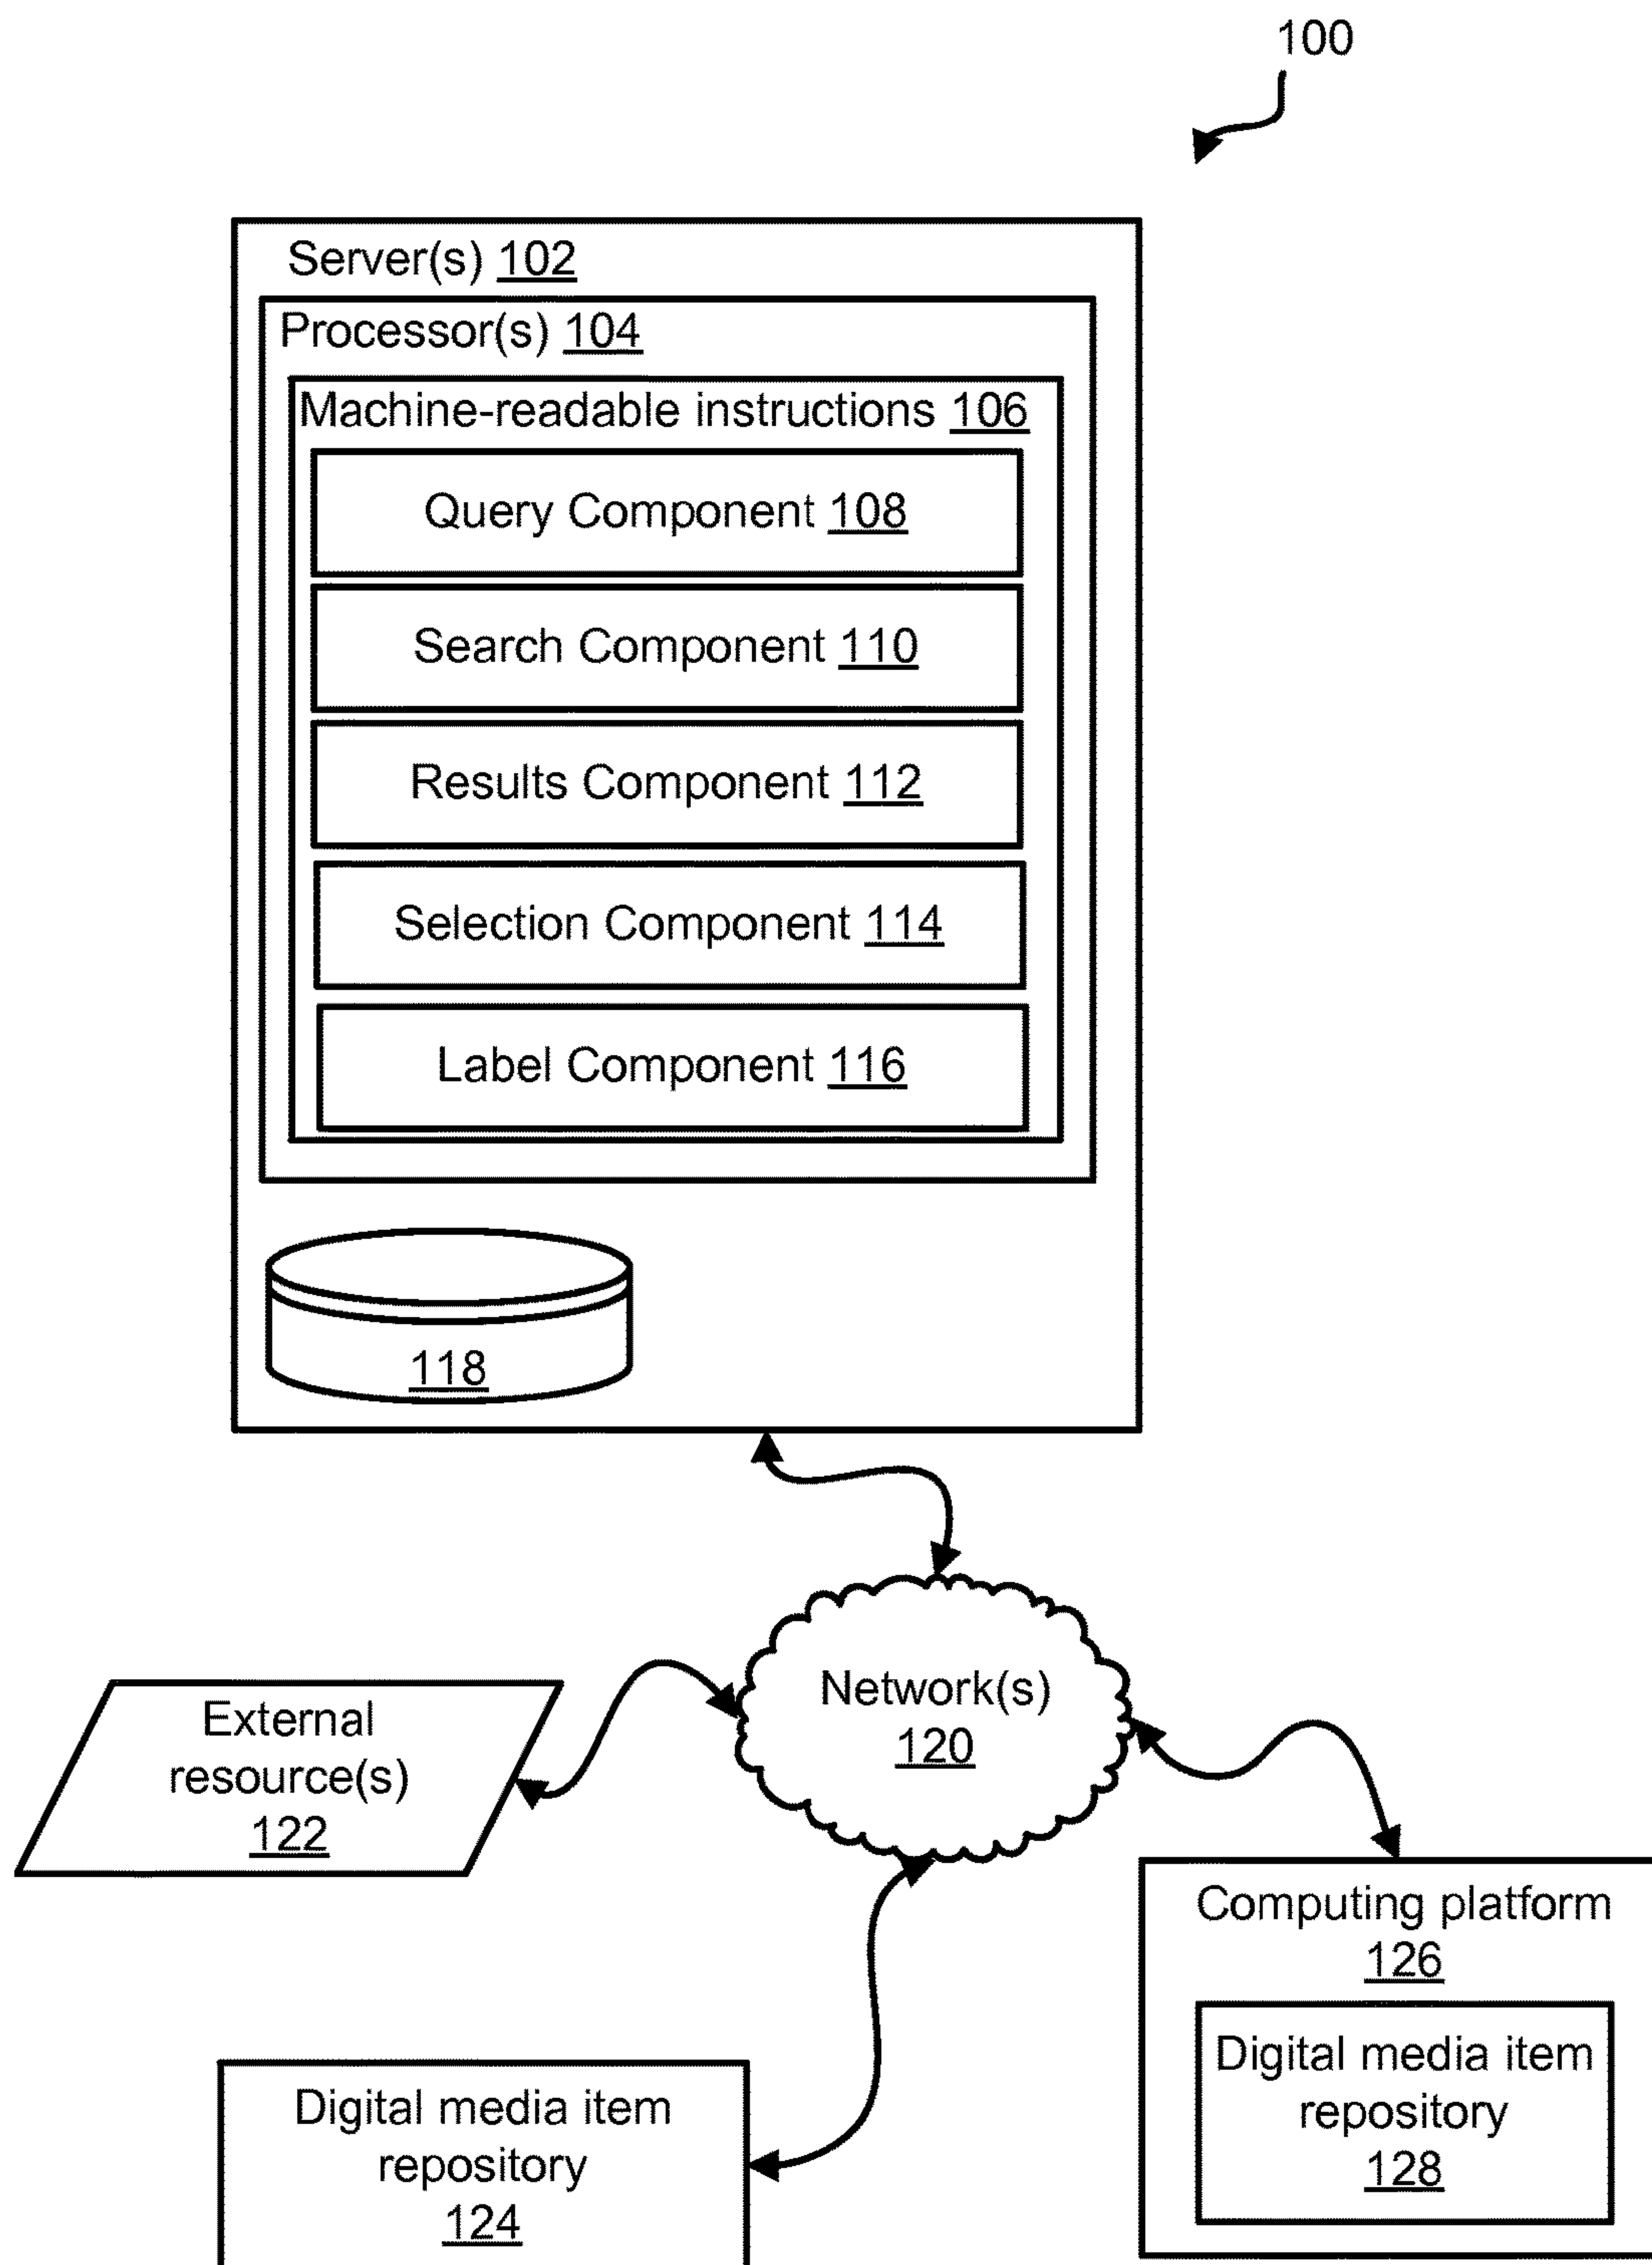 100
Server(s) 102
Processor(s) 104
Machine-readable instructions 106
Query Component 108
Search Component 110
Results Component 112
Selection Component 114
Label Component 116
118
Network(s)
120
External
resource(s)
122
Computing platform
126
Digital media item
repository
128
Digital media item
repository
124